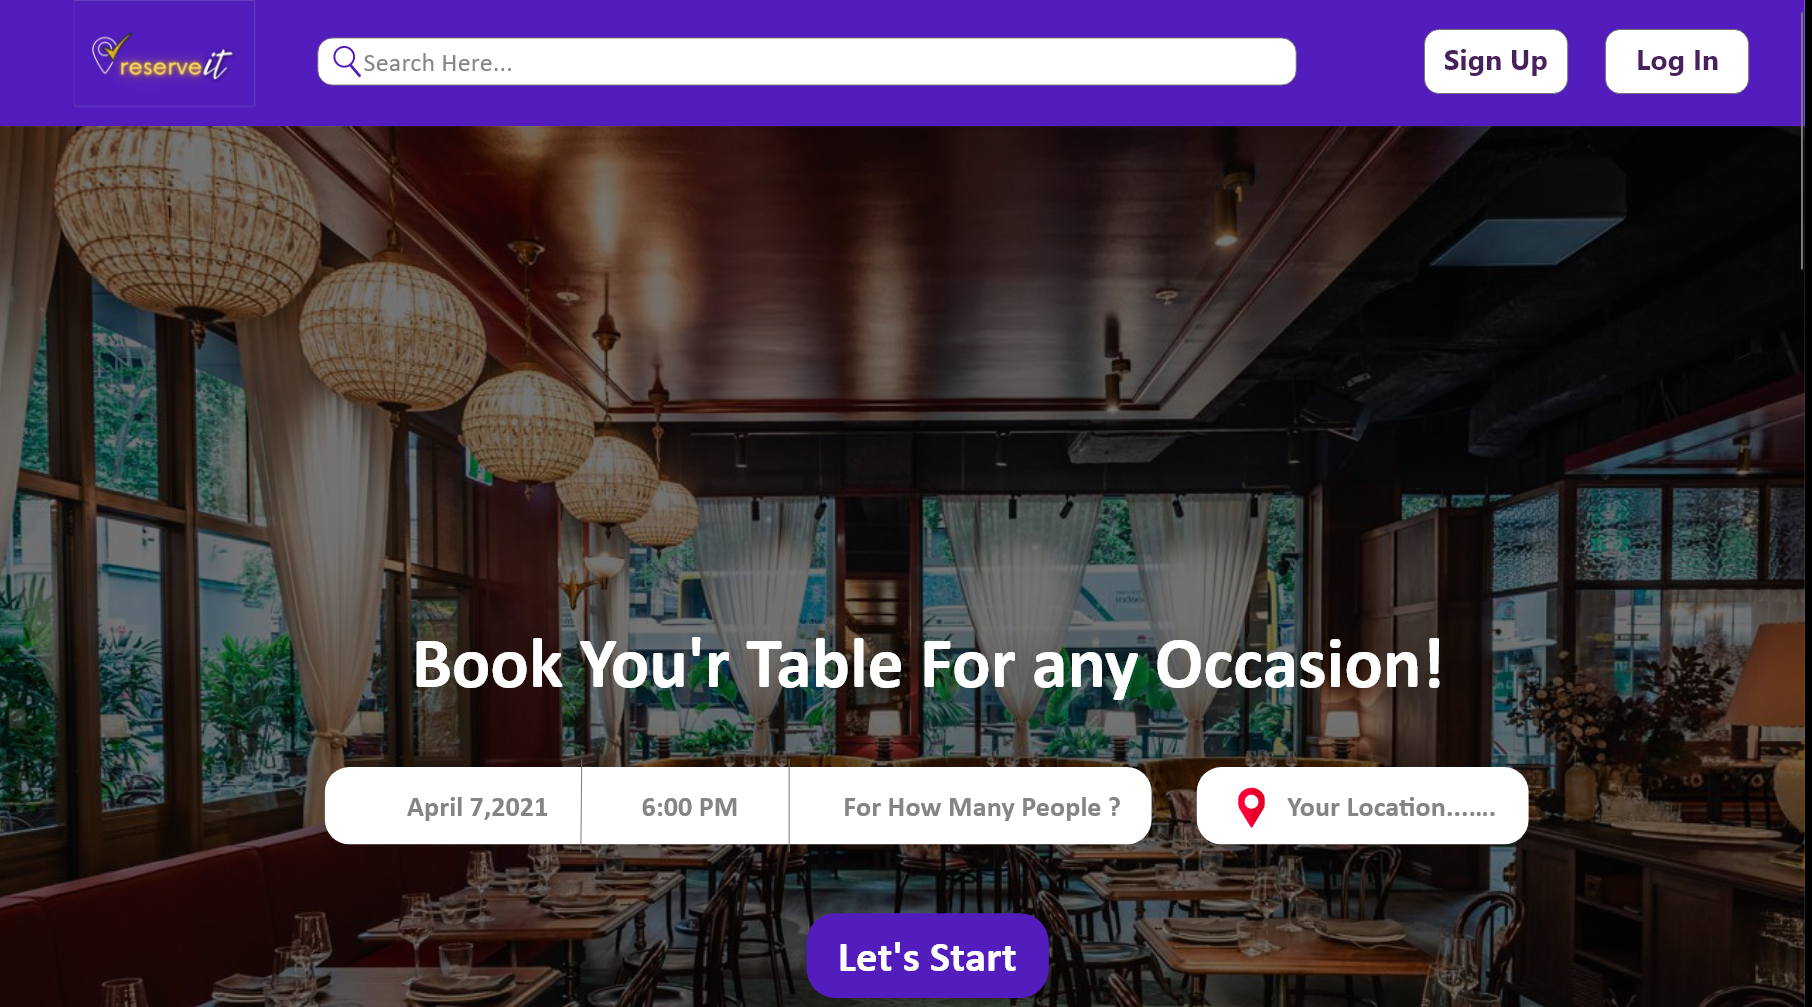 reserveit
Search Here...
Sign Up
Log In
Book You'r Table For any Occasion!
April 7,2021
6:00 PM
For How Many People ?
Your Location.......
Let's Start